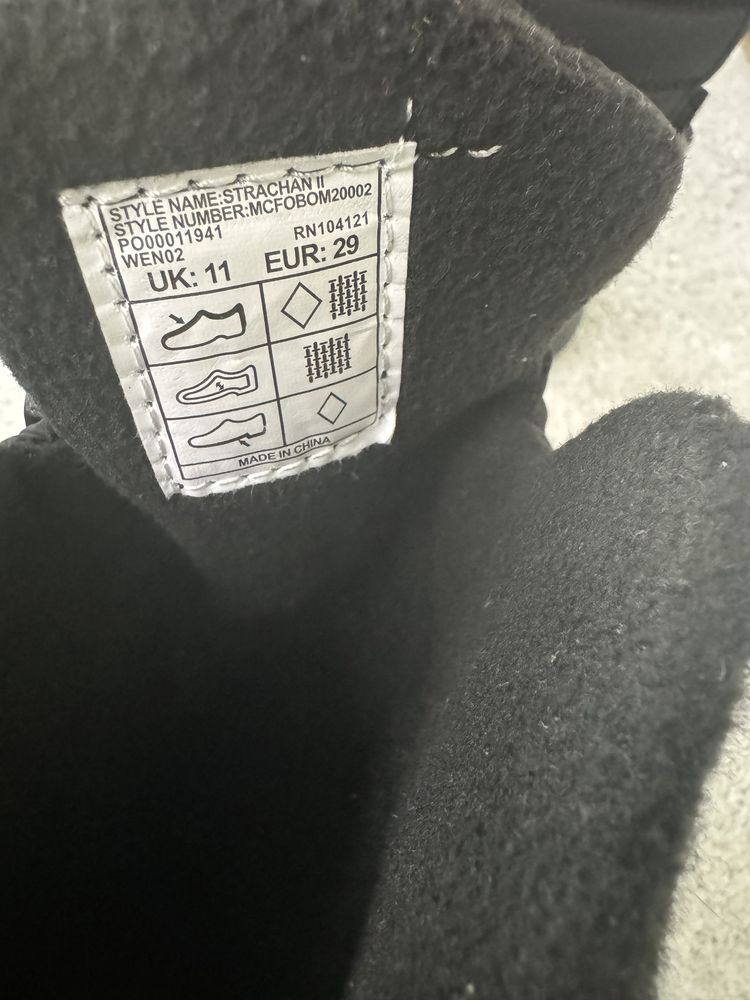 STYLE NAME:STRACHAN II
STYLE NUMBER:MCFOBOM20002
PO00011941 RN104121
WEN02
UK: 11 EUR: 29
MADE IN CHINA